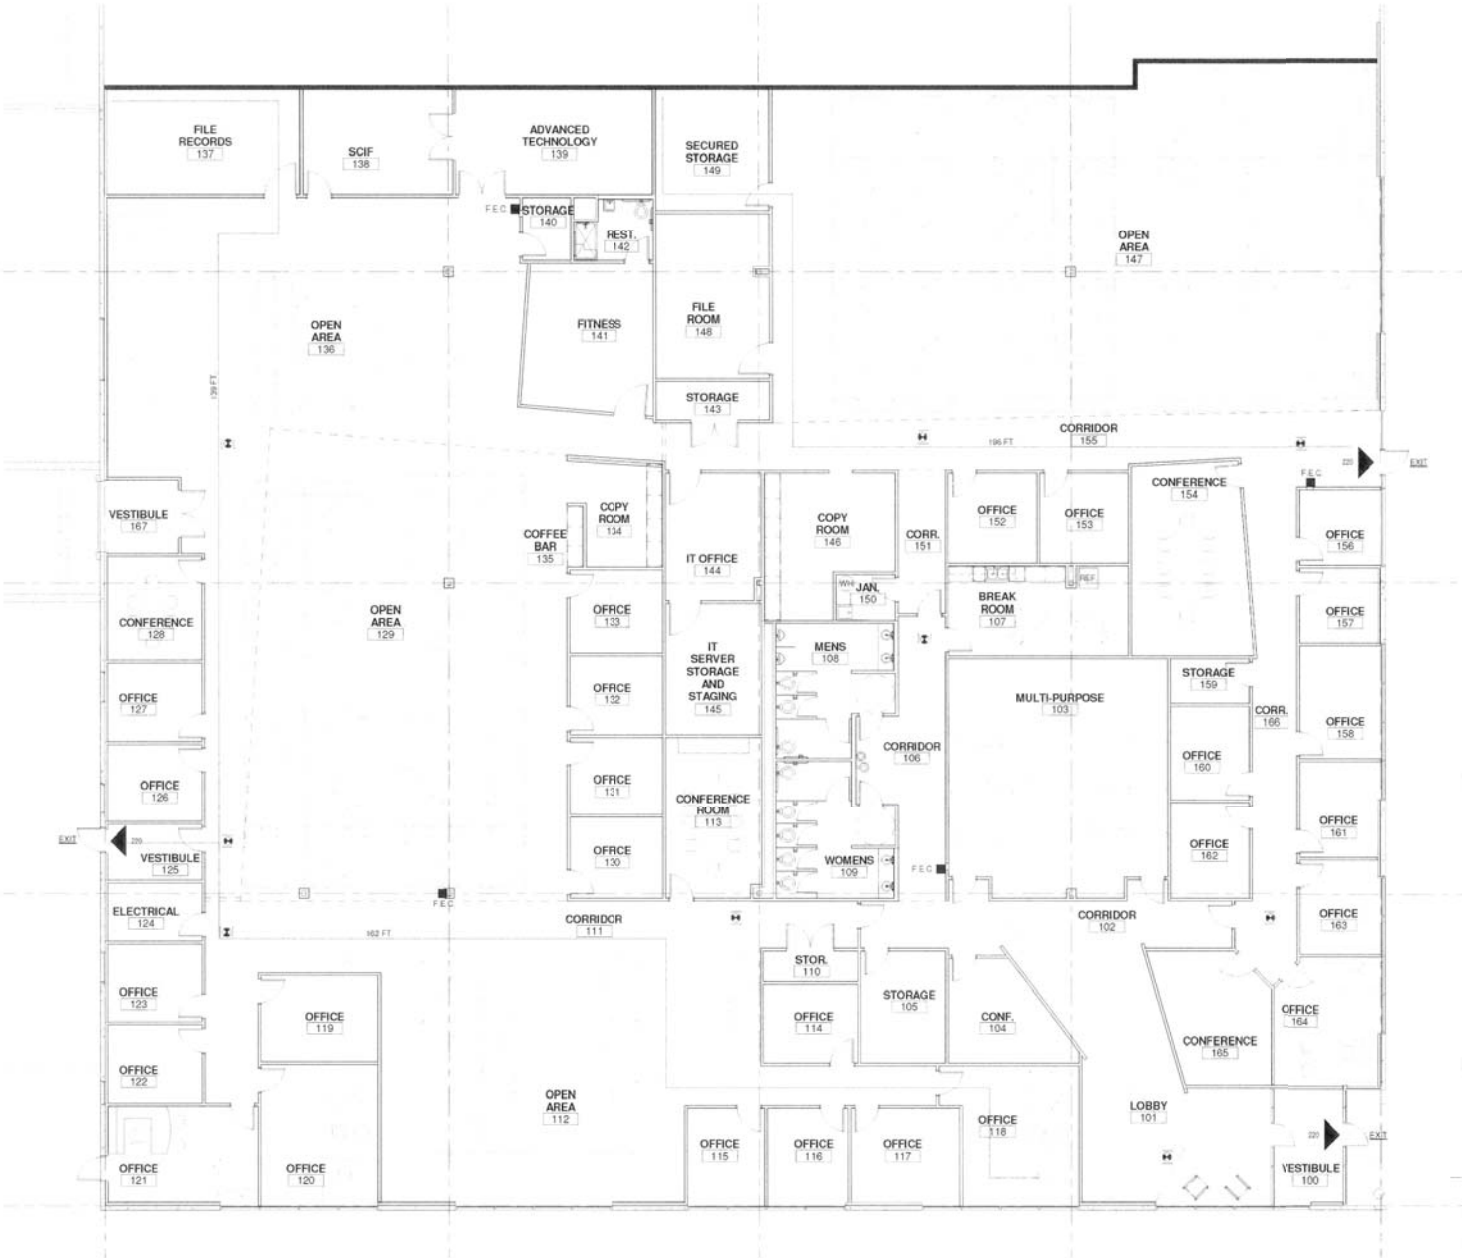 FILE
RECORDS
137
SCIF
138
ADVANCED
TECHNOLOGY
139
SECURED
STORAGE
149
F.E.C.
STORAGE
140
REST.
142
OPEN
AREA
147
OPEN
AREA
136
FITNESS
141
FILE
ROOM
148
139 FT.
STORAGE
143
CORRIDOR
155
196 FT.
220
EXIT
F.E.C.
VESTIBULE
167
COPY
ROOM
134
COFFEE
BAR
135
IT OFFICE
144
COPY
ROOM
146
CORR.
151
OFFICE
152
OFFICE
153
CONFERENCE
154
OFFICE
156
WH
JAN.
150
REF
BREAK
ROOM
107
CONFERENCE
128
OPEN
AREA
129
OFFICE
133
OFFICE
157
IT
SERVER
STORAGE
AND
STAGING
145
MENS
108
OFFICE
127
OFFICE
132
MULTI-PURPOSE
103
STORAGE
159
CORR.
166
OFFICE
158
CORRIDOR
106
OFFICE
160
OFFICE
126
OFFICE
131
CONFERENCE
ROOM
113
OFFICE
161
EXIT
VESTIBULE
125
OFFICE
130
WOMENS
109
F.E.C.
OFFICE
162
F.E.C.
ELECTRICAL
124
CORRIDOR
111
162 FT.
CORRIDOR
102
OFFICE
163
STOR.
110
OFFICE
123
OFFICE
119
OFFICE
114
STORAGE
105
CONF.
104
CONFERENCE
165
OFFICE
164
OFFICE
122
OPEN
AREA
112
LOBBY
101
OFFICE
118
220
EXIT
OFFICE
121
OFFICE
120
OFFICE
115
OFFICE
116
OFFICE
117
VESTIBULE
100